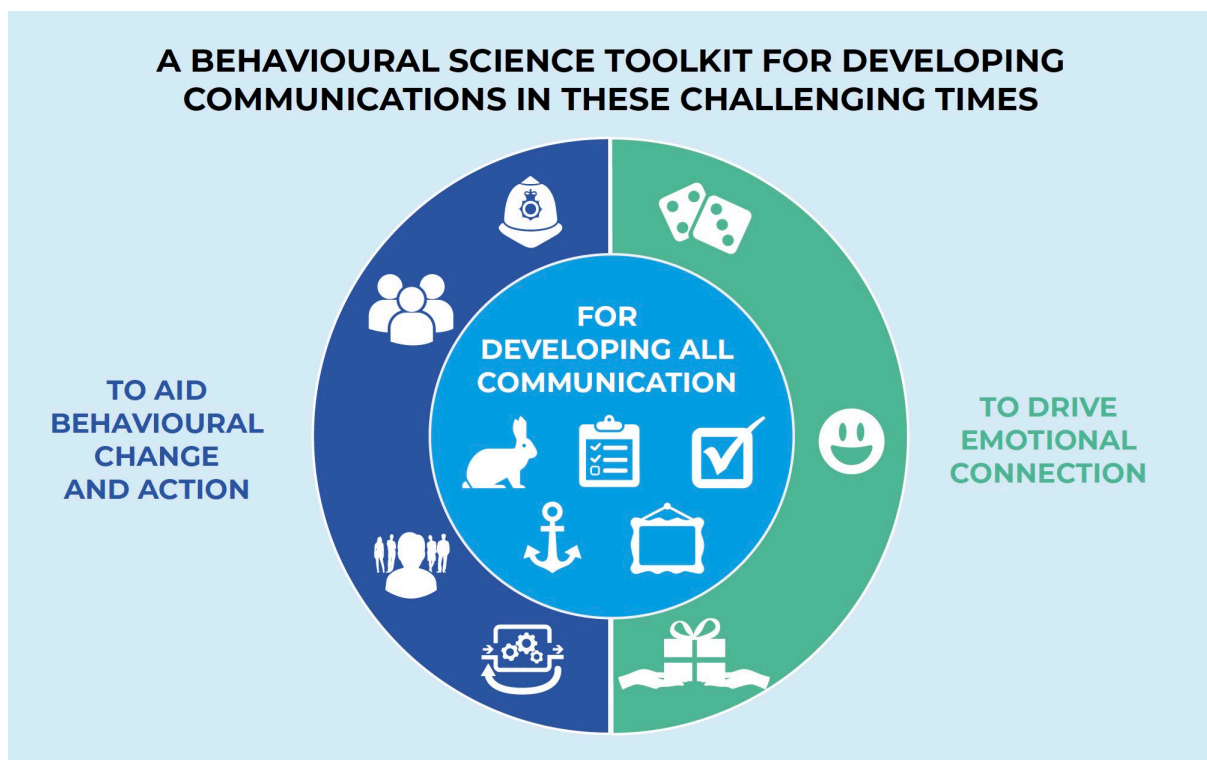 A BEHAVIOURAL SCIENCE TOOLKIT FOR DEVELOPING
COMMUNICATIONS IN THESE CHALLENGING TIMES
FOR
DEVELOPING ALL
COMMUNICATION
TO AID
BEHAVIOURAL
CHANGE
AND ACTION
TO DRIVE
EMOTIONAL
CONNECTION